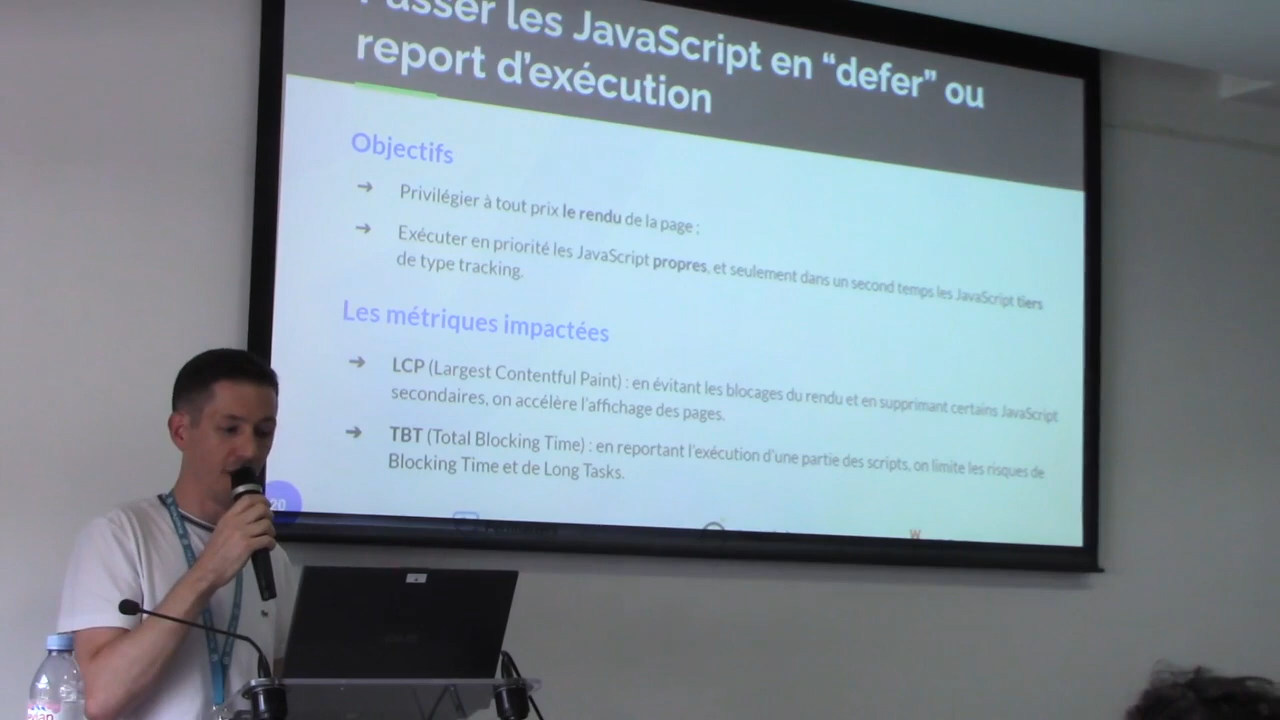 Passer les JavaScript en “defer” ou
report d’exécution
Objectifs
➔ Privilégier à tout prix le rendu de la page ;
➔ Exécuter en priorité les JavaScript propres, et seulement dans un second temps les JavaScript tiers
de type tracking.
Les métriques impactées
➔ LCP (Largest Contentful Paint) : en évitant les blocages du rendu et en supprimant certains JavaScript
secondaires, on accélère l’affichage des pages.
➔ TBT (Total Blocking Time) : en reportant l’exécution d’une partie des scripts, on limite les risques de
Blocking Time et de Long Tasks.
20
W
evian